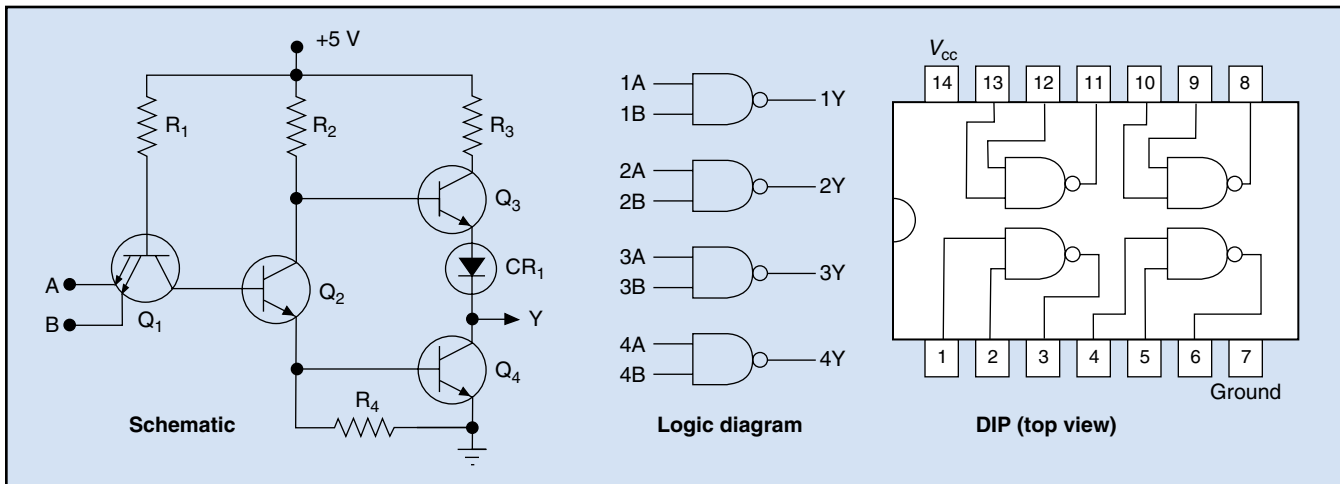 +5 V
R1
R2
R3
Q3
CR1
A
B
Q1
Q2
Y
Q4
R4
Schematic
1A
1B
1Y
2A
2B
2Y
3A
3B
3Y
4A
4B
4Y
Logic diagram
Vcc
14 13 12 11 10 9 8
1 2 3 4 5 6 7
Ground
DIP (top view)